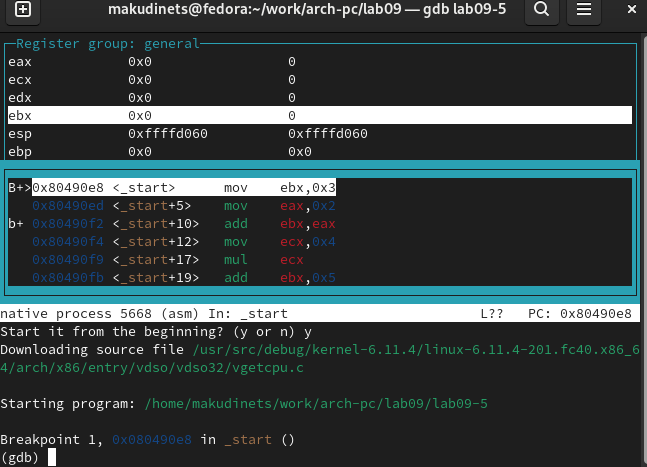 makudinets@fedora:~/work/arch-pc/lab09 — gdb lab09-5
Register group: general
eax 0x0 0
ecx 0x0 0
edx 0x0 0
ebx 0x0 0
esp 0xffffd060 0xffffd060
ebp 0x0 0x0
B+>0x80490e8 <_start> mov ebx,0x3
0x80490ed <_start+5> mov eax,0x2
b+ 0x80490f2 <_start+10> add ebx,eax
0x80490f4 <_start+12> mov ecx,0x4
0x80490f9 <_start+17> mul ecx
0x80490fb <_start+19> add ebx,0x5
native process 5668 (asm) In: _start L?? PC: 0x80490e8
Start it from the beginning? (y or n) y
Downloading source file /usr/src/debug/kernel-6.11.4/linux-6.11.4-201.fc40.x86_6
4/arch/x86/entry/vdso/vdso32/vgetcpu.c
Starting program: /home/makudinets/work/arch-pc/lab09/lab09-5
Breakpoint 1, 0x080490e8 in _start ()
(gdb)